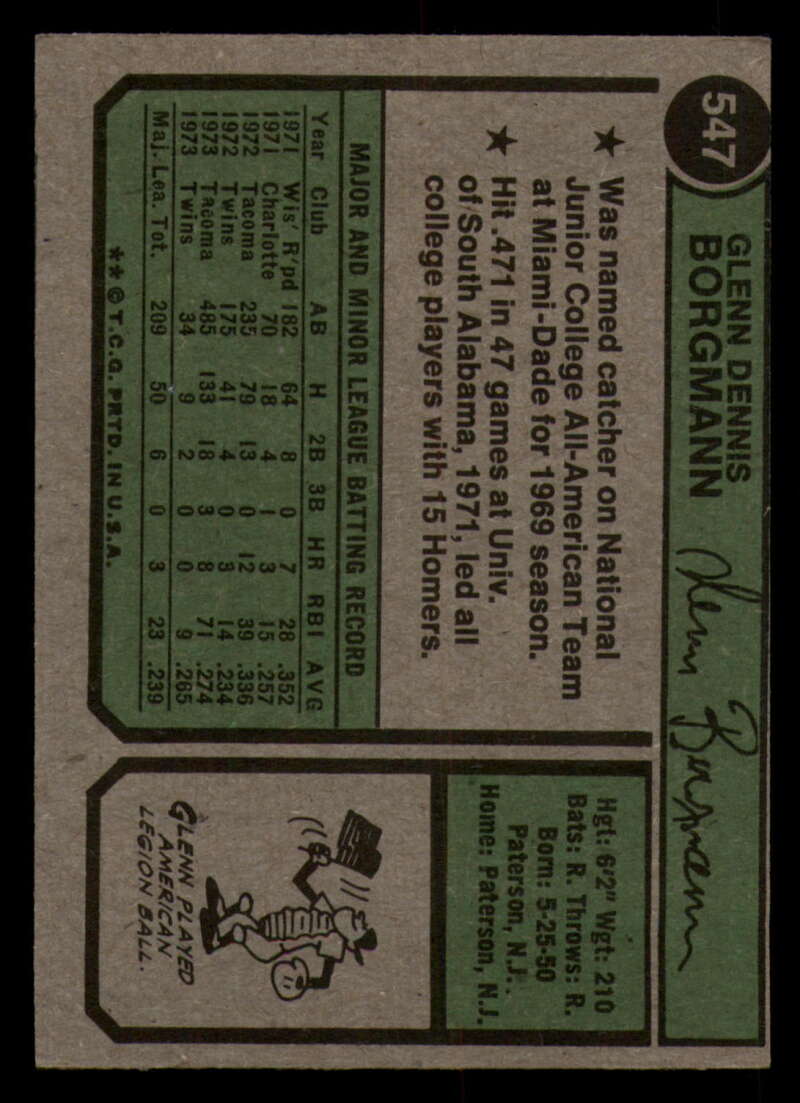 547
GLENN DENNIS
BORGMANN
Glenn Borgmann
★ Was named catcher on National
Junior College All-American Team
at Miami-Dade for 1969 season.
★ Hit .471 in 47 games at Univ.
of South Alabama, 1971, led all
college players with 15 Homers.
MAJOR AND MINOR LEAGUE BATTING RECORD
Year Club AB H 2B 3B HR RBI AVG
1971 Wis' R'pd 182 64 8 0 7 28 .352
1971 Charlotte 70 18 4 1 3 15 .257
1972 Tacoma 235 79 13 0 12 39 .336
1972 Twins 175 41 4 0 3 14 .234
1973 Tacoma 485 133 18 3 8 71 .274
1973 Twins 34 9 2 0 0 9 .265
Maj. Lea. Tot. 209 50 6 0 3 23 .239
**©T.C.G. PRTD. IN U.S.A.
Hgt: 6'2" Wgt: 210
Bats: R. Throws: R.
Born: 5-25-50
Paterson, N.J.
Home: Paterson, N.J.
GLENN PLAYED
AMERICAN
LEGION BALL.